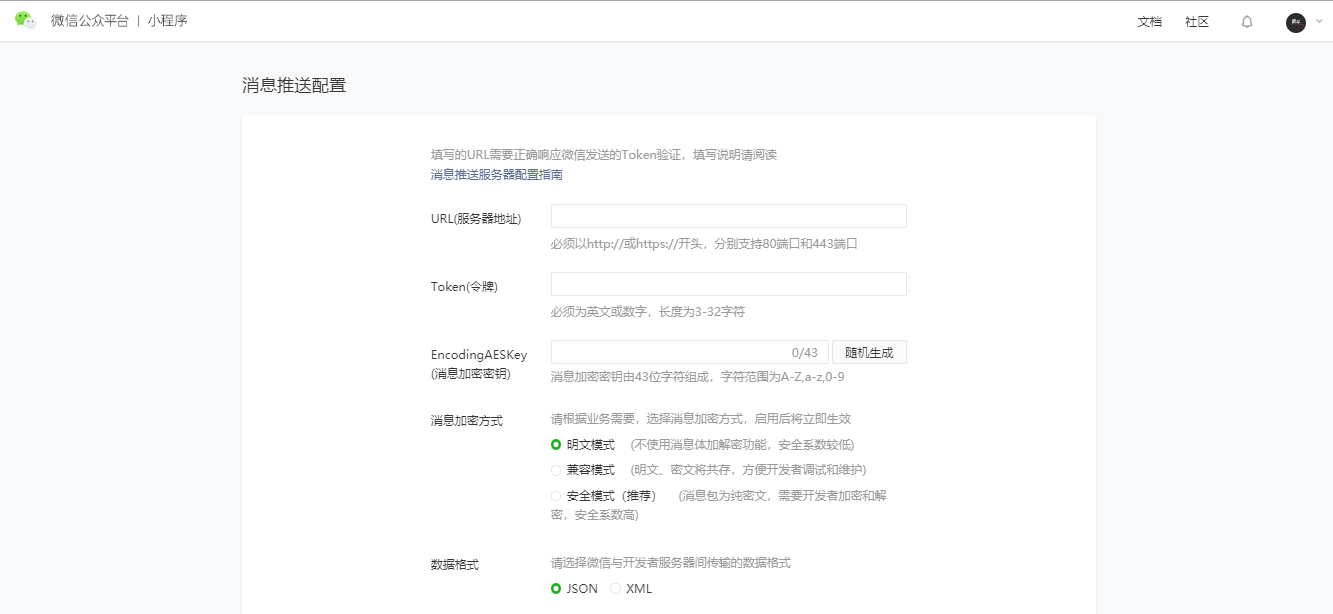 微信公众平台 | 小程序
文档 社区
消息推送配置
填写的URL需要正确响应微信发送的Token验证，填写说明请阅读
消息推送服务器配置指南
URL(服务器地址)
必须以http://或https://开头，分别支持80端口和443端口
Token(令牌)
必须为英文或数字，长度为3-32字符
EncodingAESKey 0/43 随机生成
(消息加密密钥)
消息加密密钥由43位字符组成，字符范围为A-Z,a-z,0-9
消息加密方式 请根据业务需要，选择消息加密方式，启用后将立即生效
明文模式 (不使用消息体加解密功能，安全系数较低)
兼容模式 (明文、密文将共存，方便开发者调试和维护)
安全模式（推荐） (消息包为纯密文，需要开发者加密和解
密，安全系数高)
数据格式 请选择微信与开发者服务器间传输的数据格式
JSON XML